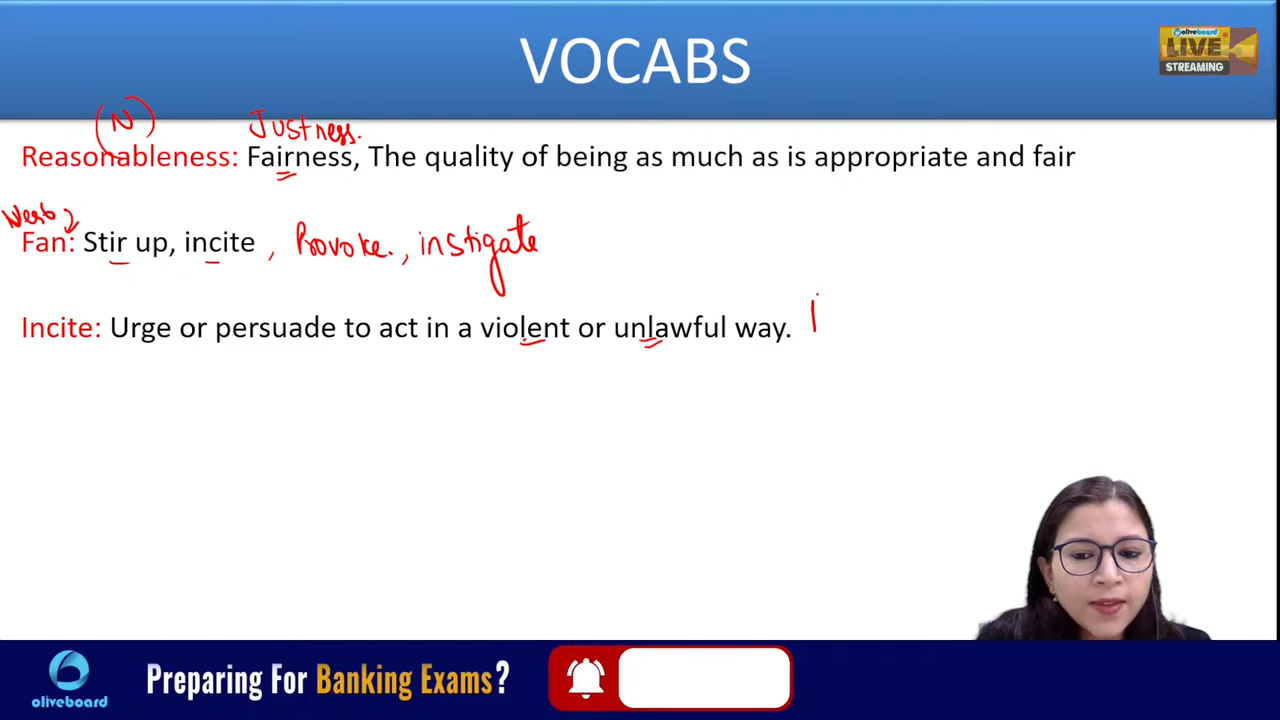 VOCABS
oliveboard
LIVE
STREAMING
(N)
Justness.
Reasonableness: Fairness, The quality of being as much as is appropriate and fair
Verb
Fan: Stir up, incite , Provoke. , instigate
Incite: Urge or persuade to act in a violent or unlawful way. i
oliveboard
Preparing For Banking Exams?